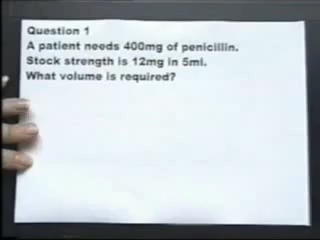 Question 1
A patient needs 400mg of penicillin.
Stock strength is 12mg in 5ml.
What volume is required?